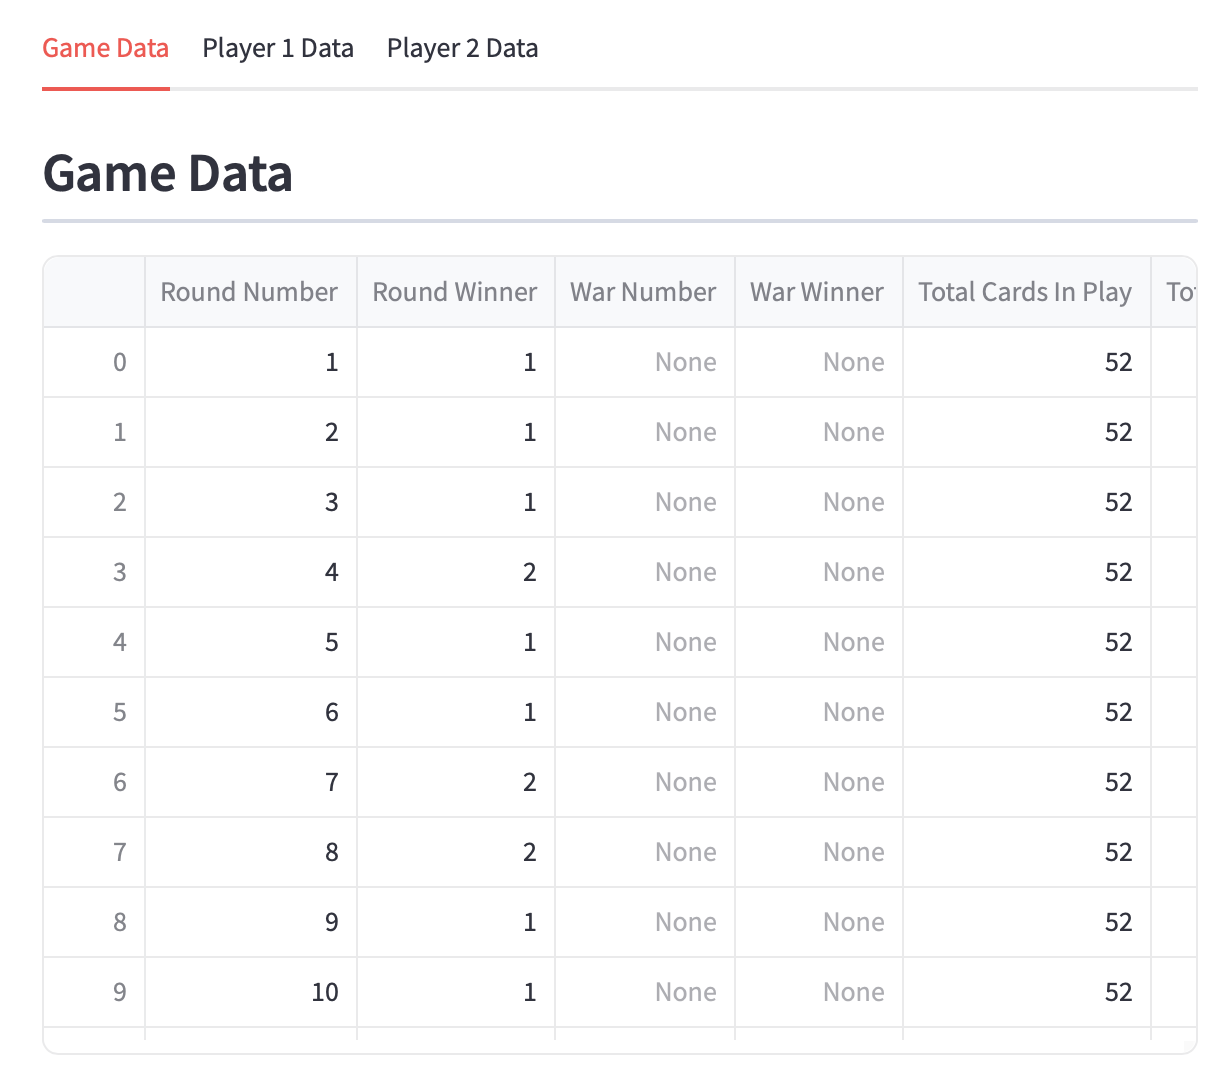 Game Data Player 1 Data Player 2 Data
Game Data
Round Number Round Winner War Number War Winner Total Cards In Play
0 1 1 None None 52
1 2 1 None None 52
2 3 1 None None 52
3 4 2 None None 52
4 5 1 None None 52
5 6 1 None None 52
6 7 2 None None 52
7 8 2 None None 52
8 9 1 None None 52
9 10 1 None None 52